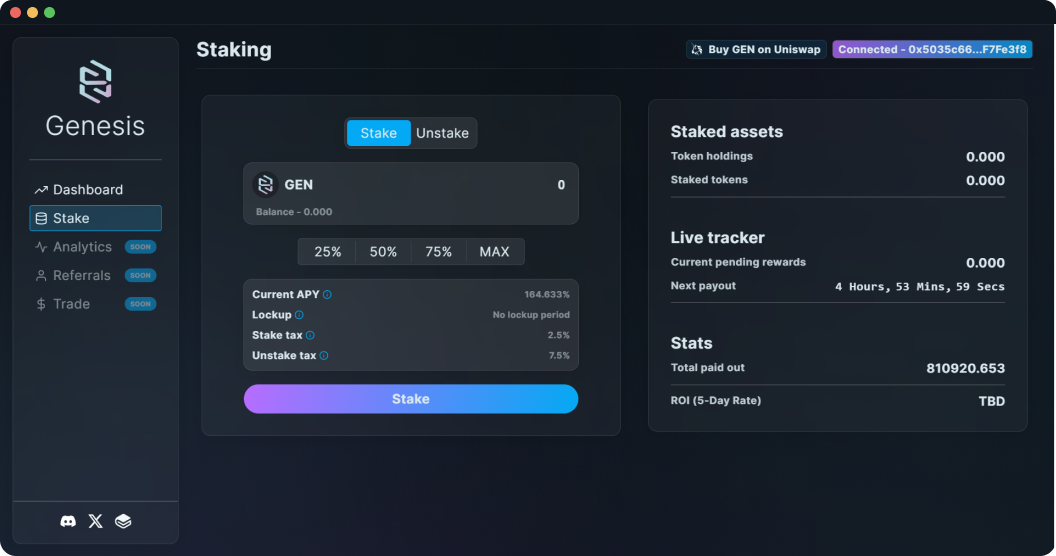 Genesis
Dashboard
Stake
Analytics SOON
Referrals SOON
Trade SOON
Staking
Buy GEN on Uniswap
Connected - 0x5035c66...F7Fe3f8
Stake Unstake
GEN 0
Balance - 0.000
25% 50% 75% MAX
Current APY 164.633%
Lockup No lockup period
Stake tax 2.5%
Unstake tax 7.5%
Stake
Staked assets
Token holdings 0.000
Staked tokens 0.000
Live tracker
Current pending rewards 0.000
Next payout 4 Hours, 53 Mins, 59 Secs
Stats
Total paid out 810920.653
ROI (5-Day Rate) TBD